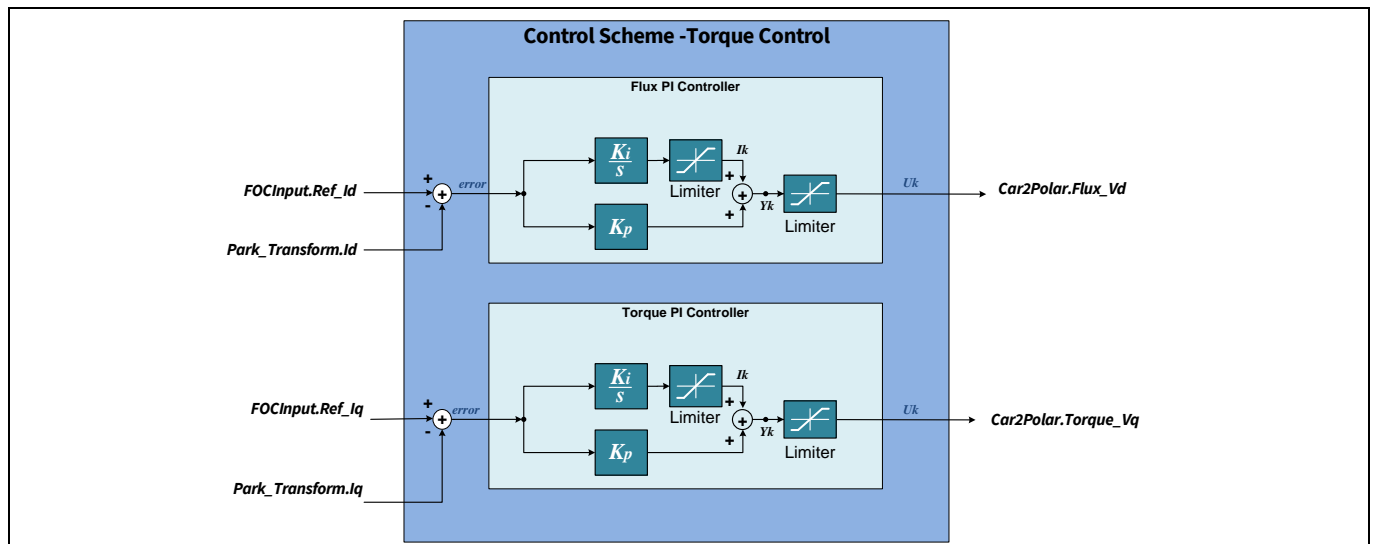 Control Scheme -Torque Control
Flux PI Controller
FOCInput.Ref_Id
+
-
+
error
Ki
s
Limiter
Ik
+
+
+
Kp
Yk
Limiter
Uk
Car2Polar.Flux_Vd
Park_Transform.Id
Torque PI Controller
FOCInput.Ref_Iq
+
-
+
error
Ki
s
Limiter
Ik
+
+
+
Kp
Yk
Limiter
Uk
Car2Polar.Torque_Vq
Park_Transform.Iq